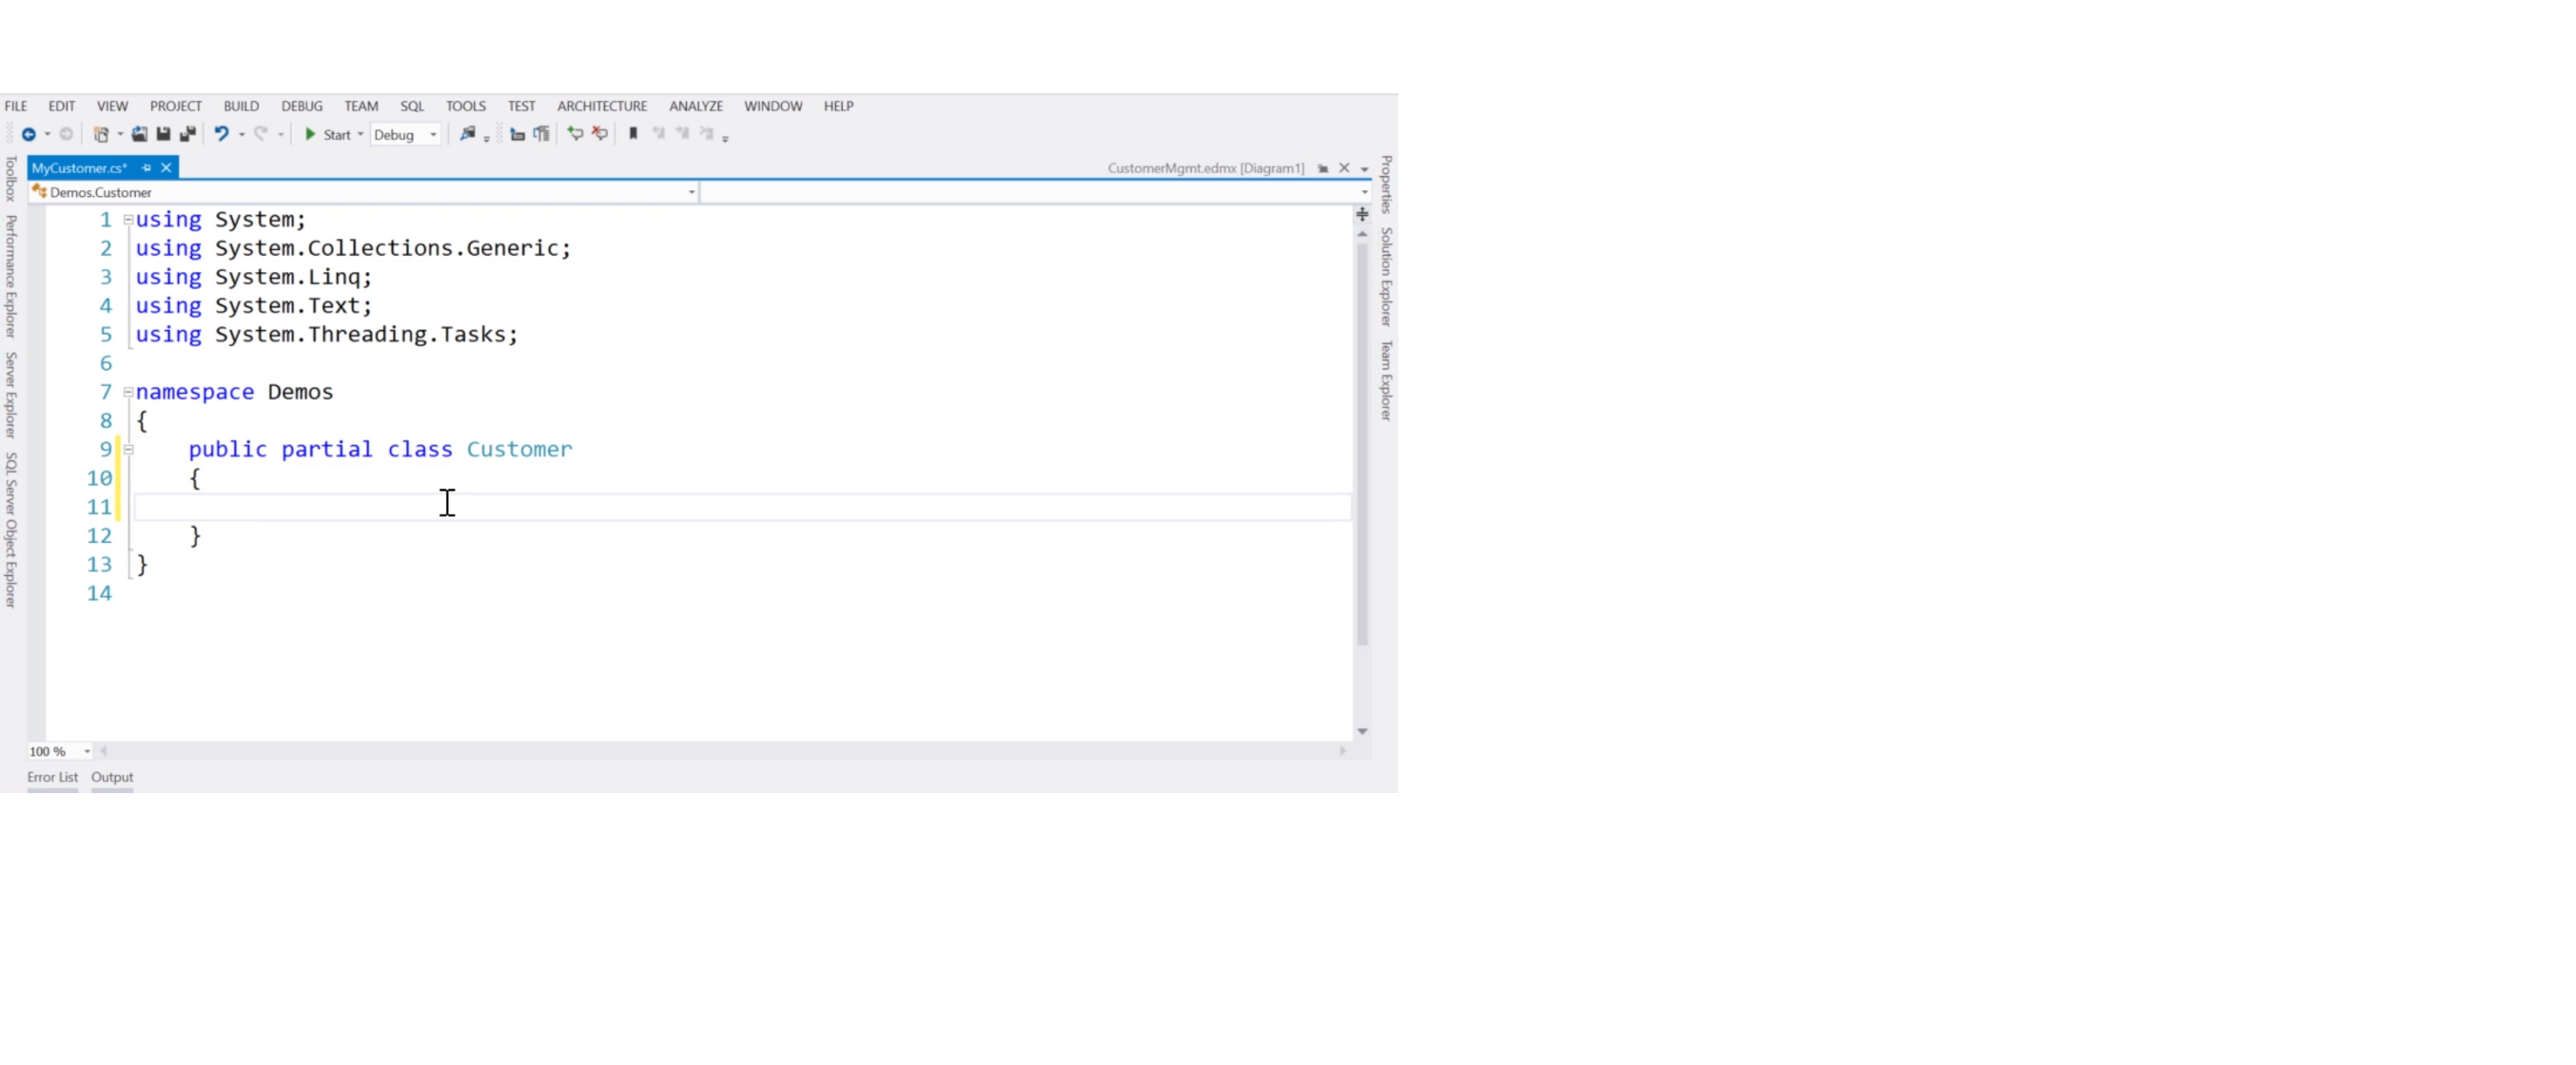 FILE EDIT VIEW PROJECT BUILD DEBUG TEAM SQL TOOLS TEST ARCHITECTURE ANALYZE WINDOW HELP
Start Debug
MyCustomer.cs* CustomerMgmt.edmx [Diagram1]
Demos.Customer
Toolbox
Performance Explorer
Server Explorer
SQL Server Object Explorer
1 using System;
2 using System.Collections.Generic;
3 using System.Linq;
4 using System.Text;
5 using System.Threading.Tasks;
6
7 namespace Demos
8 {
9 public partial class Customer
10 {
11
12 }
13 }
14
Properties
Solution Explorer
Team Explorer
100 %
Error List Output